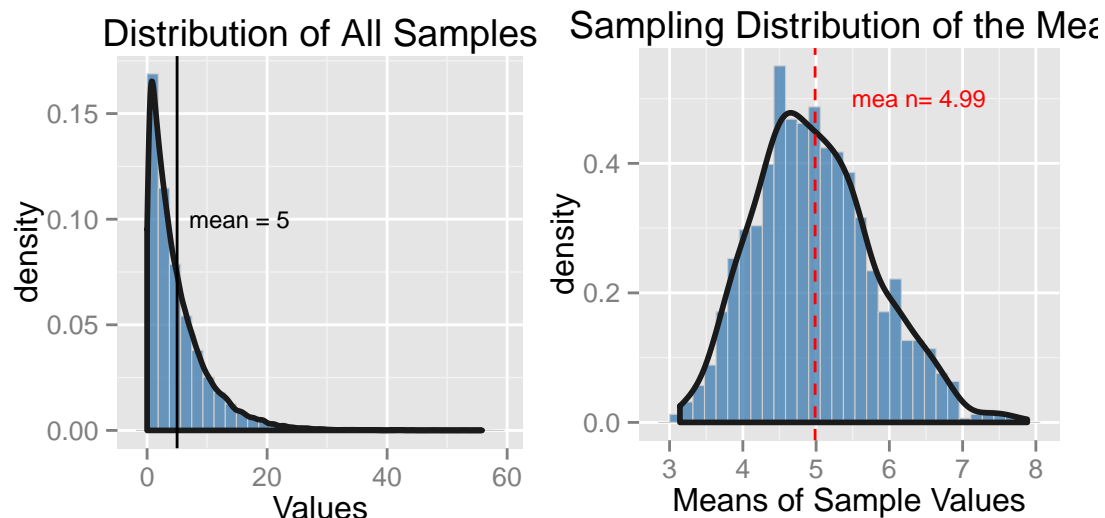 Distribution of All Samples
density
0.15
0.10
0.05
0.00
mean = 5
0
20
40
60
Values
Sampling Distribution of the Mea
density
0.4
0.2
0.0
mea n= 4.99
3
4
5
6
7
8
Means of Sample Values